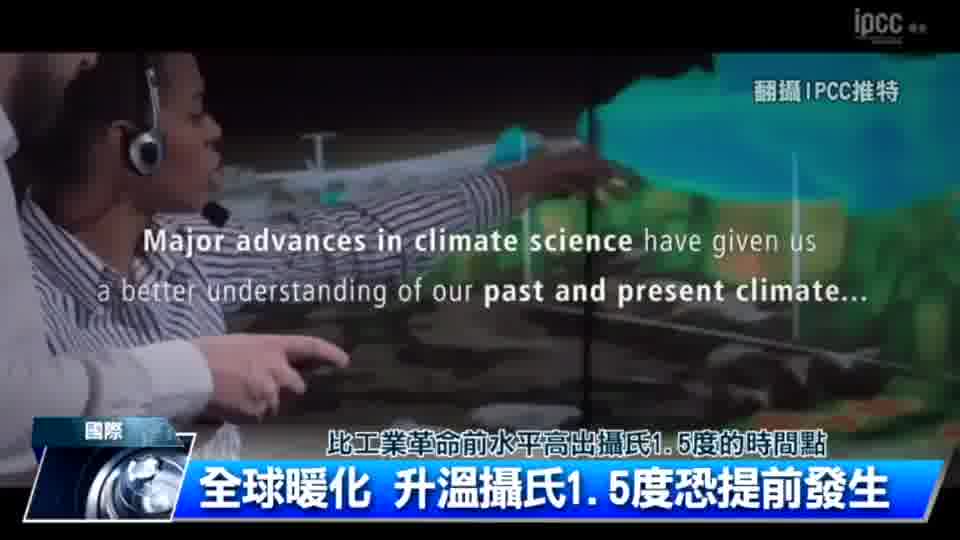 ipcc
翻攝IPCC推特
Major advances in climate science have given us
a better understanding of our past and present climate...
國際
比工業革命前水平高出攝氏1.5度的時間點
全球暖化 升溫攝氏1.5度恐提前發生